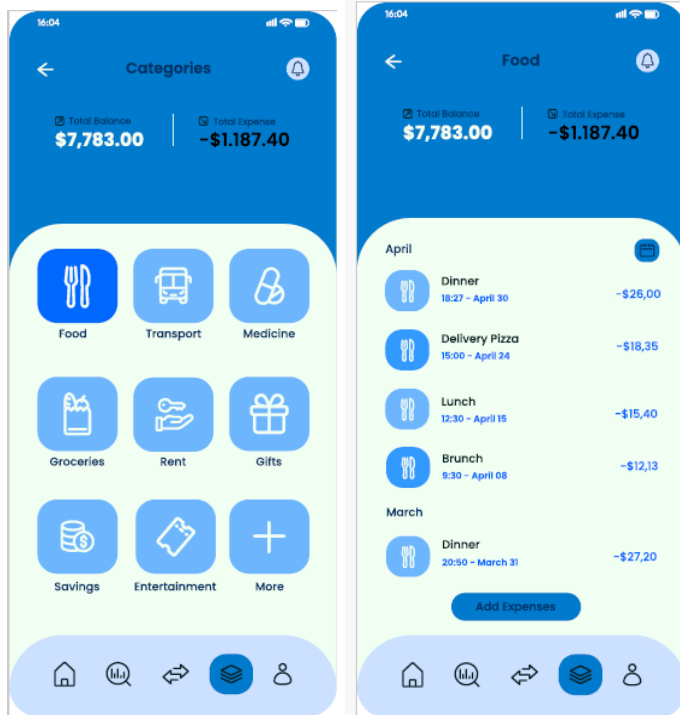 16:04
Categories
Total Balance
Total Expense
$7,783.00
-$1.187.40
Food
Transport
Medicine
Groceries
Rent
Gifts
Savings
Entertainment
More
16:04
Food
Total Balance
Total Expense
$7,783.00
-$1.187.40
April
Dinner
18:27 - April 30
-$26,00
Delivery Pizza
15:00 - April 24
-$18,35
Lunch
12:30 - April 15
-$15,40
Brunch
9:30 - April 08
-$12,13
March
Dinner
20:50 - March 31
-$27,20
Add Expenses